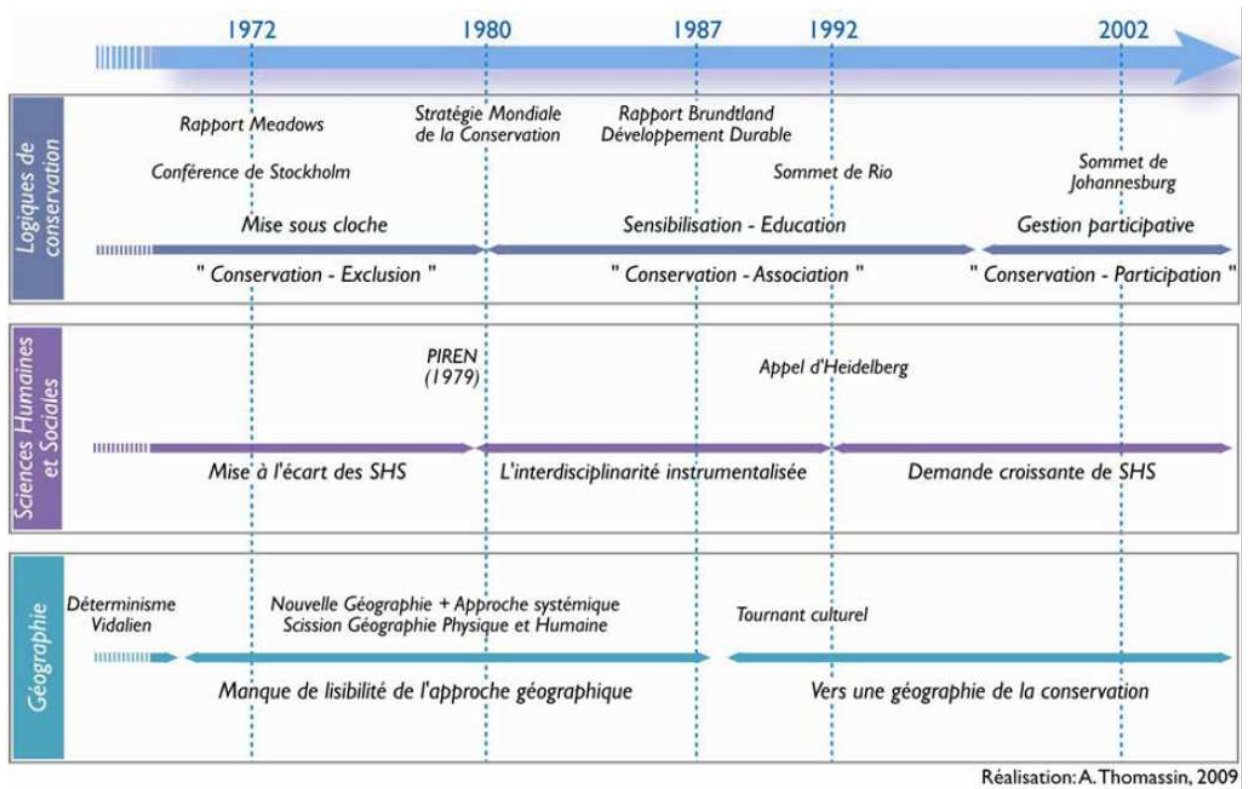 1972
1980
1987
1992
2002
Logiques de
conservation
Rapport Meadows
Conférence de Stockholm
Stratégie Mondiale
de la Conservation
Rapport Brundtland
Développement Durable
Sommet de Rio
Sommet de
Johannesburg
Mise sous cloche
Sensibilisation - Education
Gestion participative
" Conservation - Exclusion "
" Conservation - Association "
" Conservation - Participation "
Sciences Humaines
et Sociales
PIREN
(1979)
Appel d'Heidelberg
Mise à l'écart des SHS
L'interdisciplinarité instrumentalisée
Demande croissante de SHS
Géographie
Déterminisme
Vidalien
Nouvelle Géographie + Approche systémique
Scission Géographie Physique et Humaine
Tournant culturel
Manque de lisibilité de l'approche géographique
Vers une géographie de la conservation
Réalisation: A. Thomassin, 2009